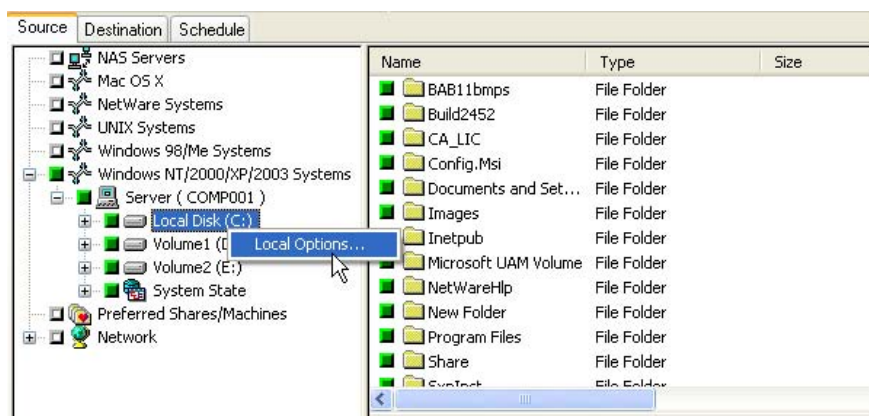 Source Destination Schedule
NAS Servers
Mac OS X
NetWare Systems
UNIX Systems
Windows 98/Me Systems
Windows NT/2000/XP/2003 Systems
Server ( COMP001 )
Local Disk (C:)
Volume1 (
Local Options...
Volume2 (E:)
System State
Preferred Shares/Machines
Network
Name Type Size
BAB11bmps File Folder
Build2452 File Folder
CA_LIC File Folder
Config.Msi File Folder
Documents and Set... File Folder
Images File Folder
Inetpub File Folder
Microsoft UAM Volume File Folder
NetWareHlp File Folder
New Folder File Folder
Program Files File Folder
Share File Folder
File Folder